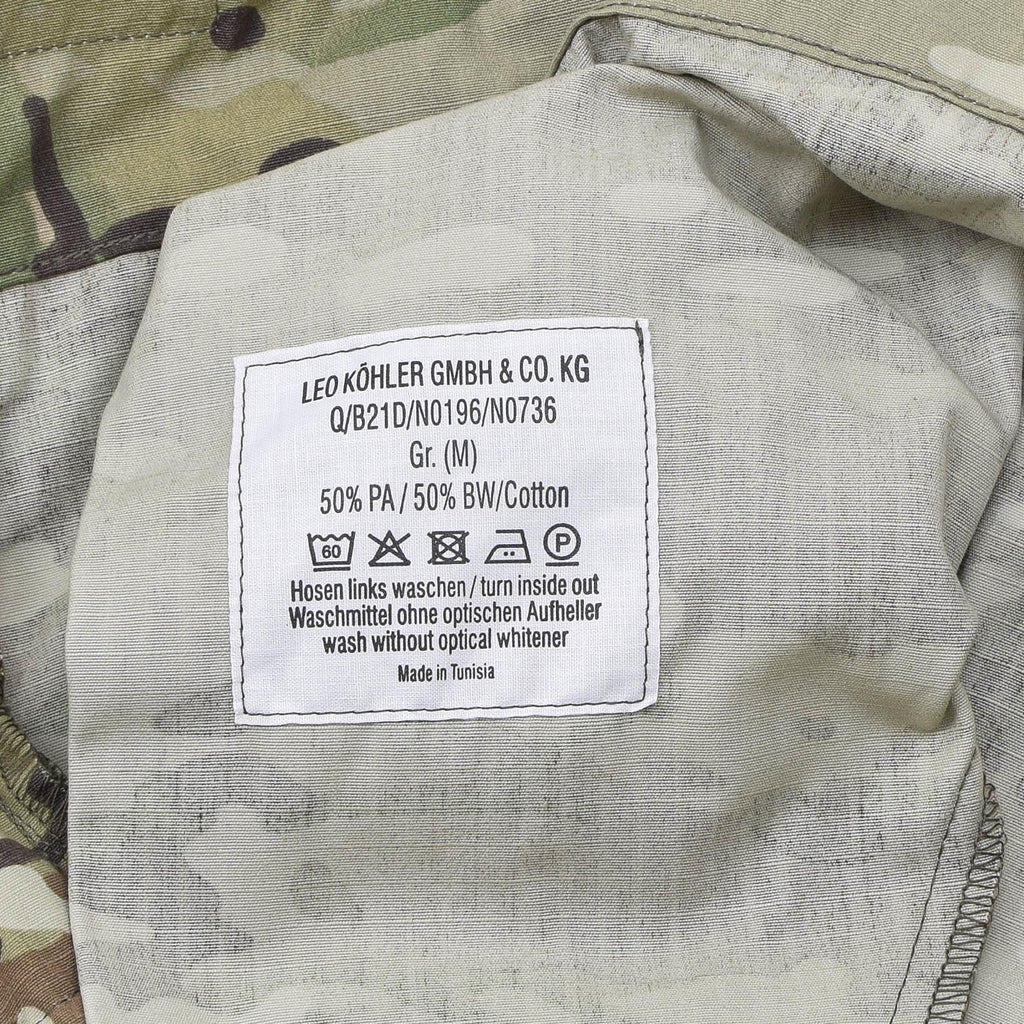 LEO KÖHLER GMBH & CO. KG
Q/B21D/N0196/N0736
Gr. (M)
50% PA / 50% BW/Cotton
60 P
Hosen links waschen / turn inside out
Waschmittel ohne optischen Aufheller
wash without optical whitener
Made in Tunisia